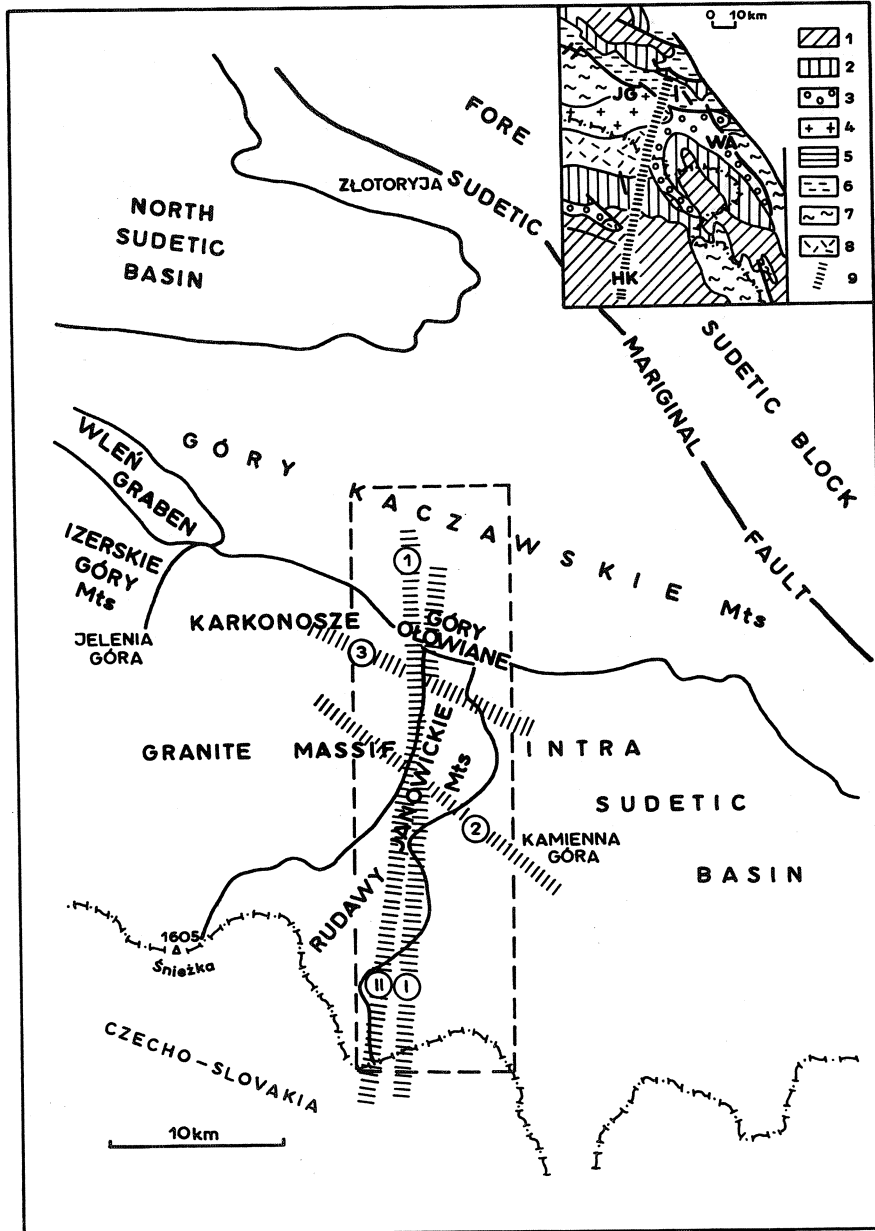 0 10km
1
2
3
4
5
6
7
8
9
JG
I
WA
HK
FORE
SUDETIC
ZŁOTORYJA
NORTH
SUDETIC
BASIN
MARIGINAL
FAULT
SUDETIC
BLOCK
GÓRY
KACZAWSKIE Mts
WLEŃ
GRABEN
IZERSKIE
GÓRY
Mts
JELENIA
GÓRA
KARKONOSZE
GÓRY
OŁOWIANE
1
3
GRANITE MASSIF
INTRA
SUDETIC
BASIN
RUDAWY JANOWICKIE
Mts
2
KAMIENNA
GÓRA
1605
Śnieżka
II
I
CZECHO-SLOVAKIA
10km